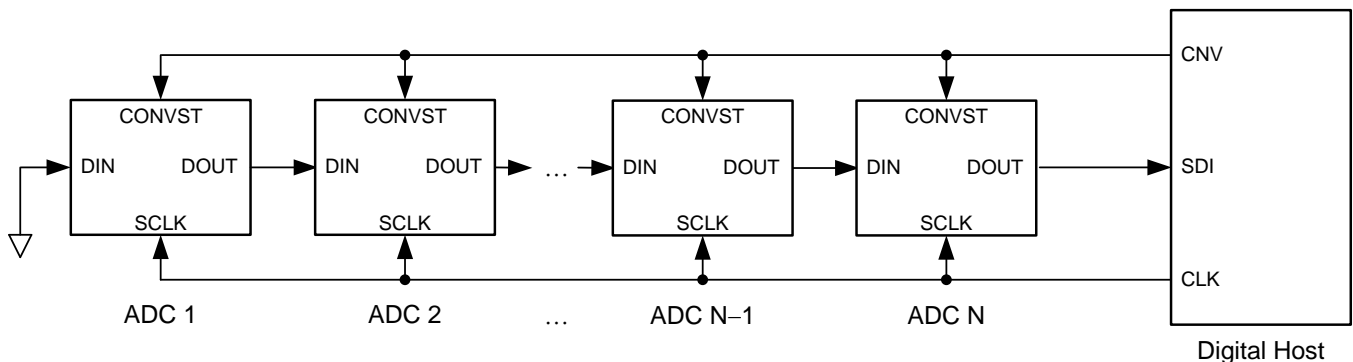 CNV
CONVST
CONVST
CONVST
CONVST
DIN
DOUT
DIN
DOUT
...
DIN
DOUT
DIN
DOUT
SDI
SCLK
SCLK
SCLK
SCLK
CLK
ADC 1
ADC 2
...
ADC N–1
ADC N
Digital Host